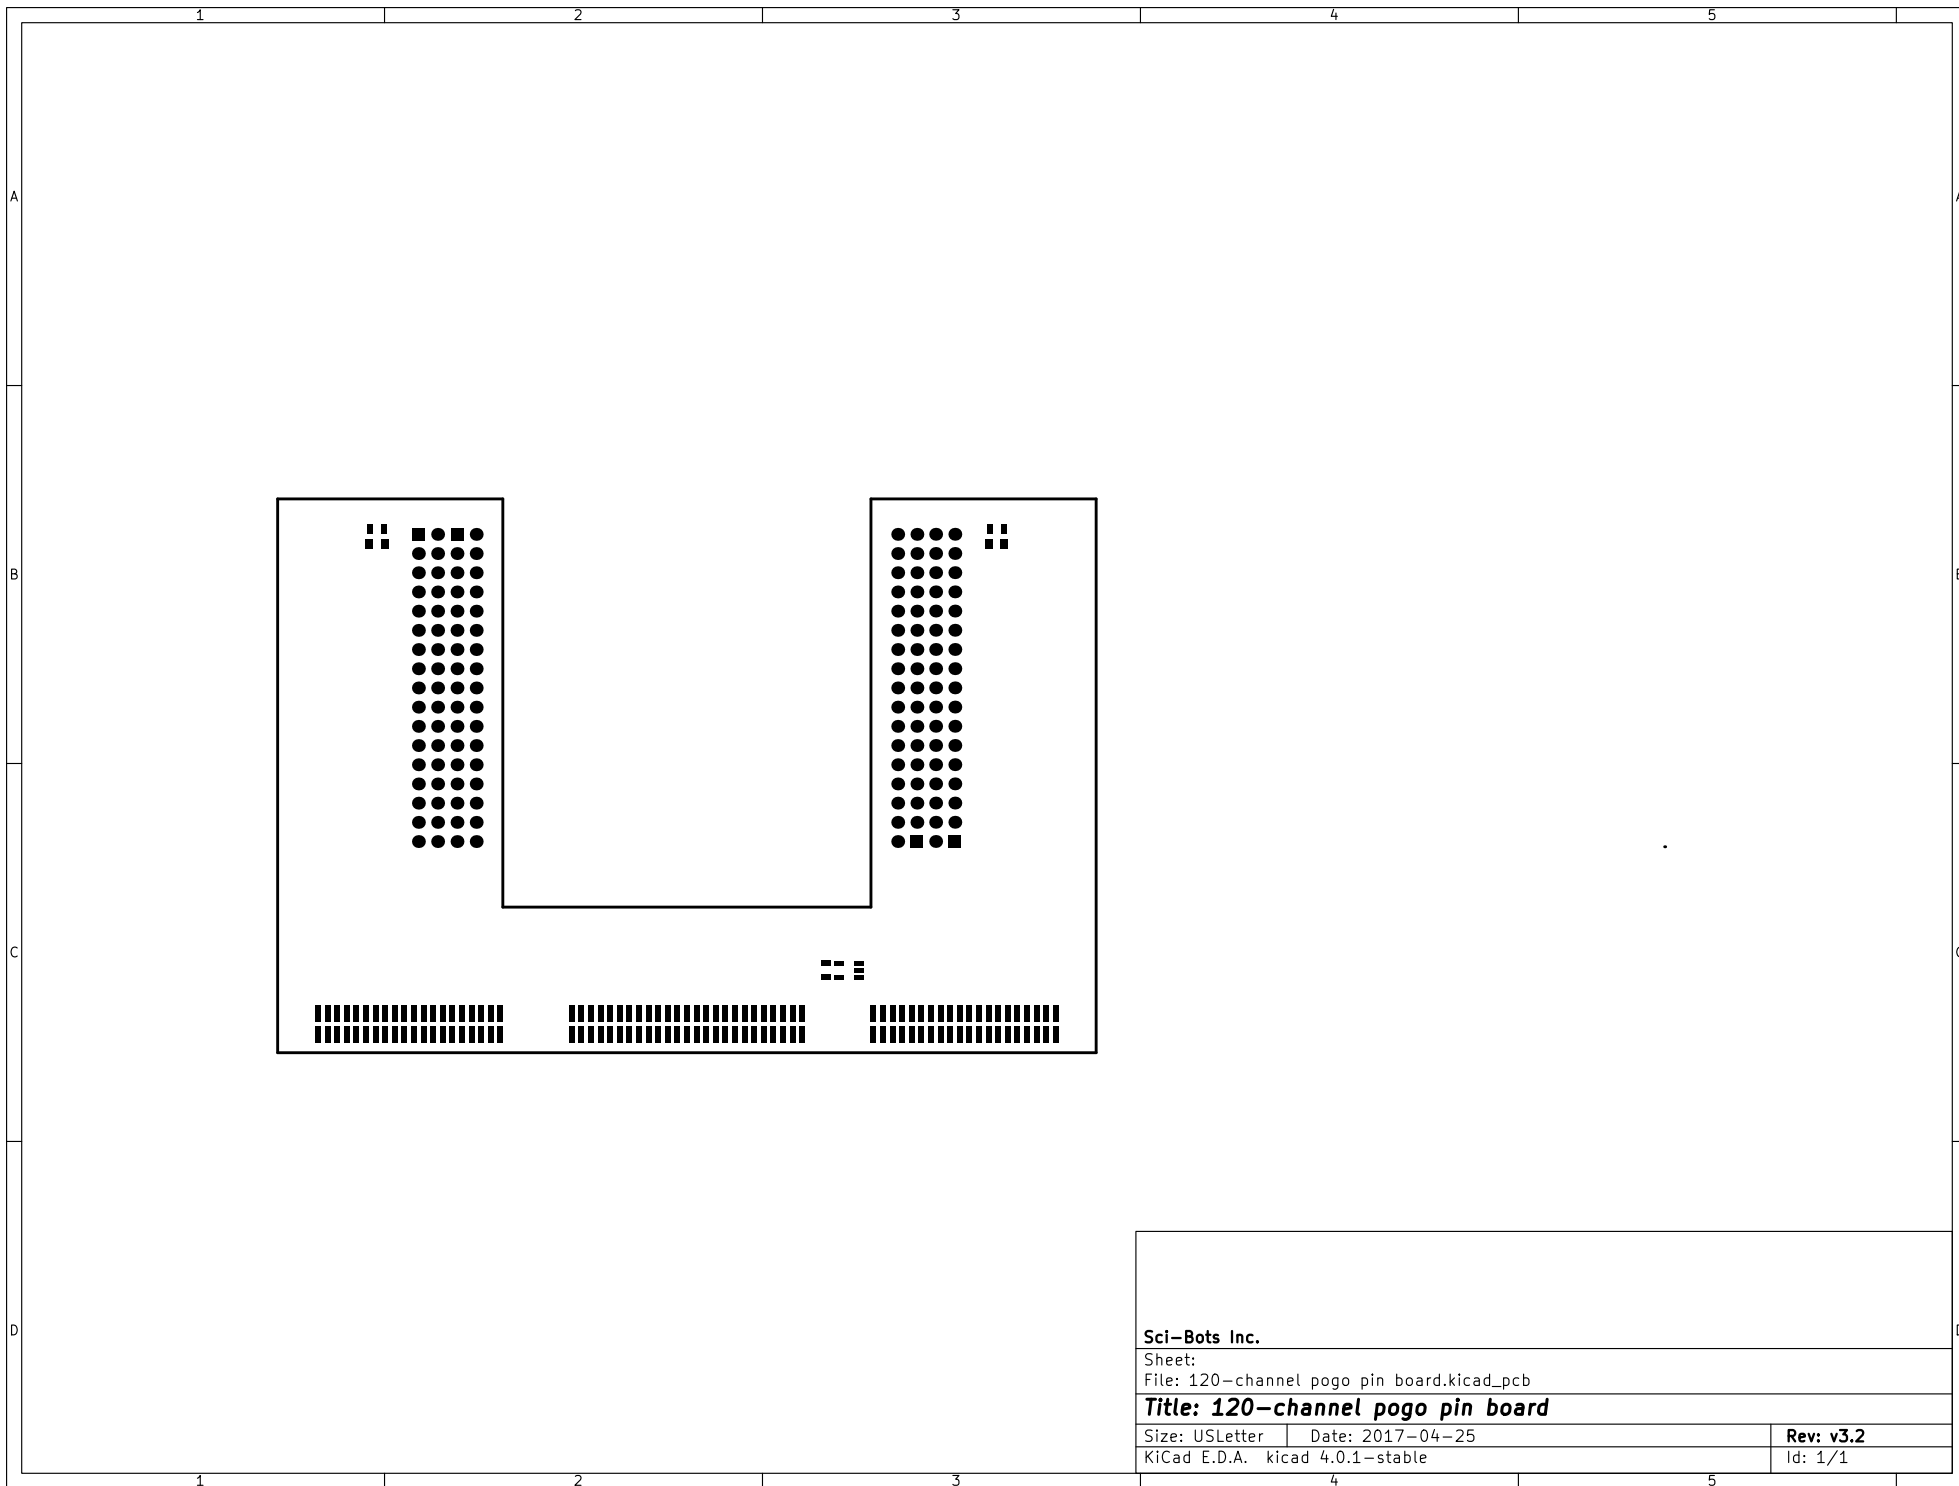 1 2 3 4 5
A A
B B
C C
D D
Sci-Bots Inc.
Sheet:
File: 120-channel pogo pin board.kicad_pcb
Title: 120-channel pogo pin board
Size: USLetter Date: 2017-04-25 Rev: v3.2
KiCad E.D.A. kicad 4.0.1-stable Id: 1/1
1 2 3 4 5